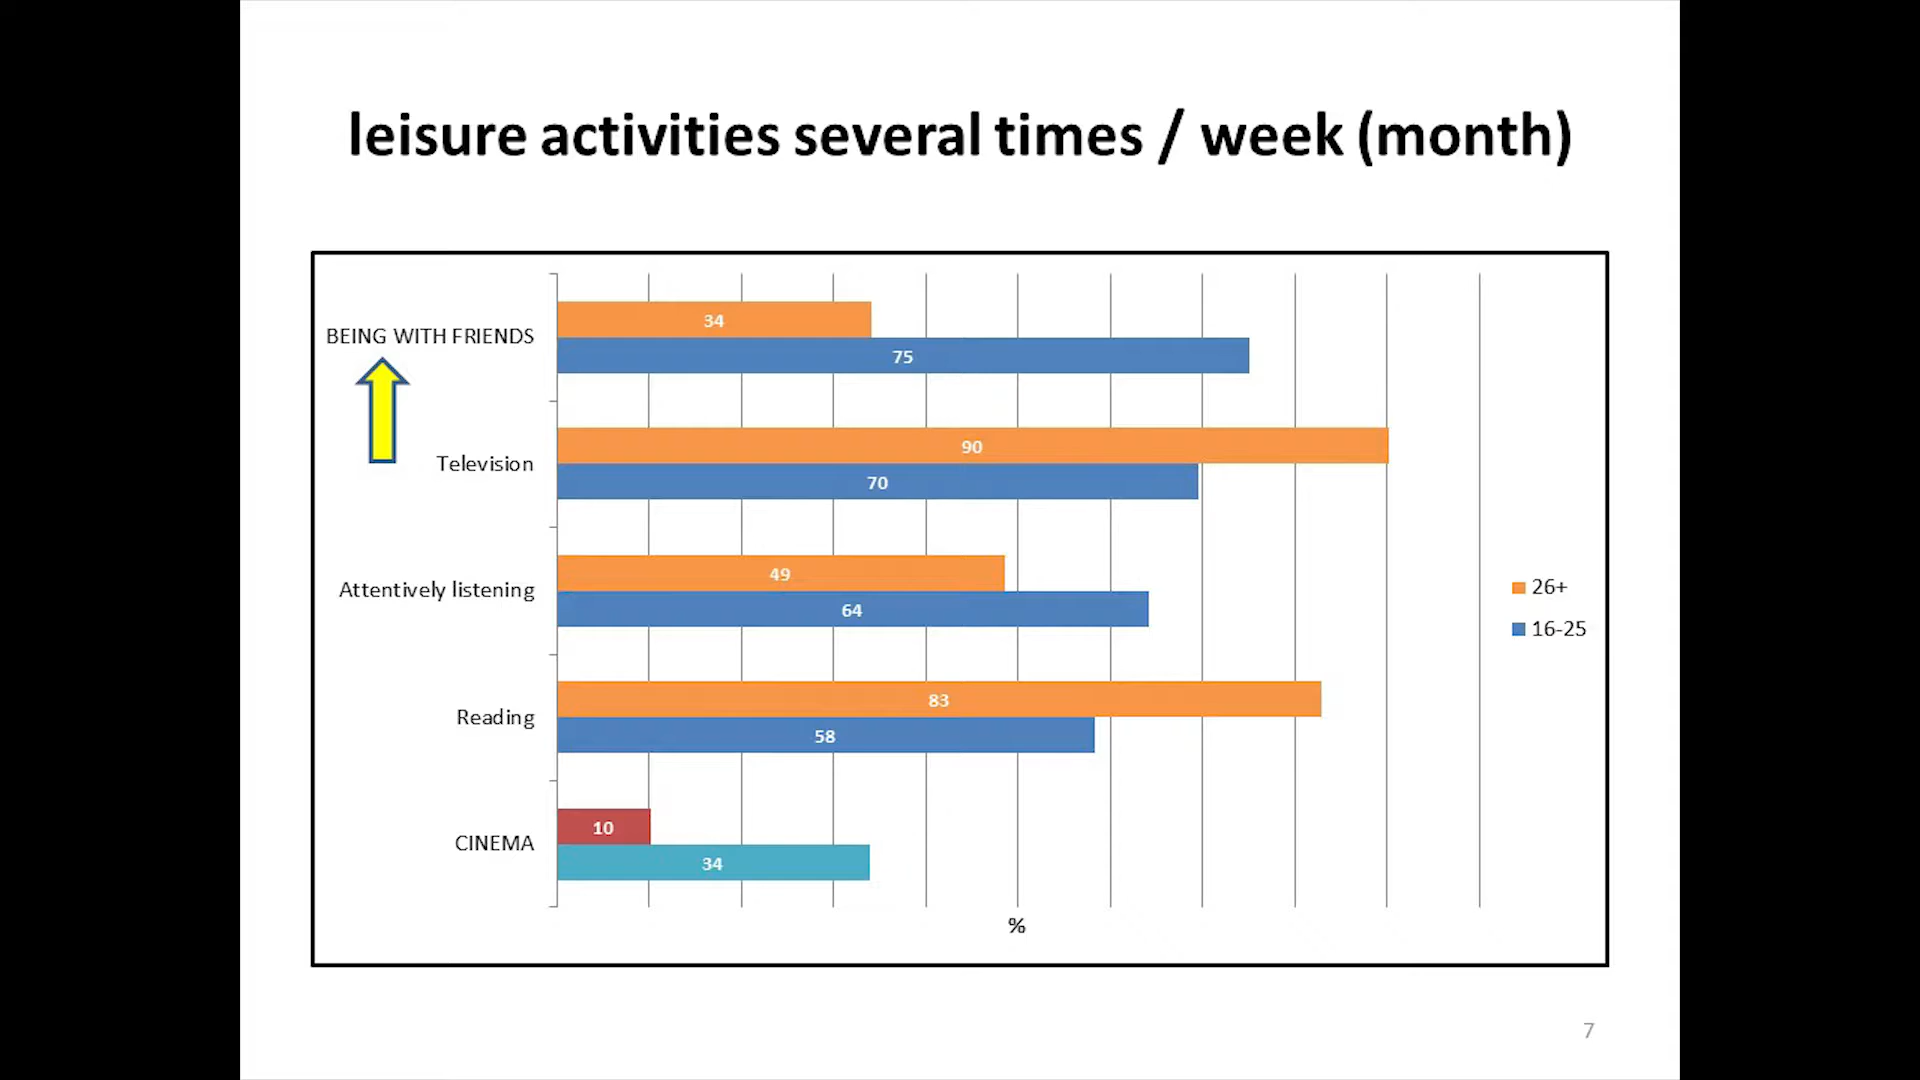 leisure activities several times / week (month)
BEING WITH FRIENDS
34
75
Television
90
70
Attentively listening
49
64
Reading
83
58
CINEMA
10
34
%
26+
16-25
7